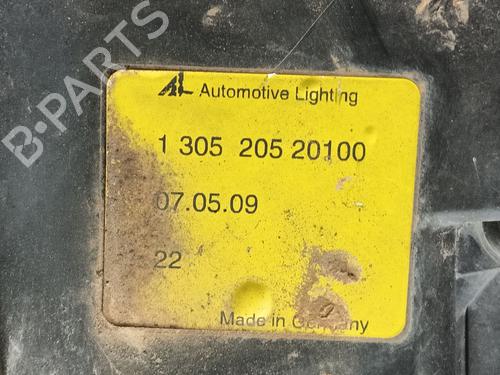 B-PARTS
AL Automotive Lighting
1 305 205 20100
07.05.09
22
Made in Germany